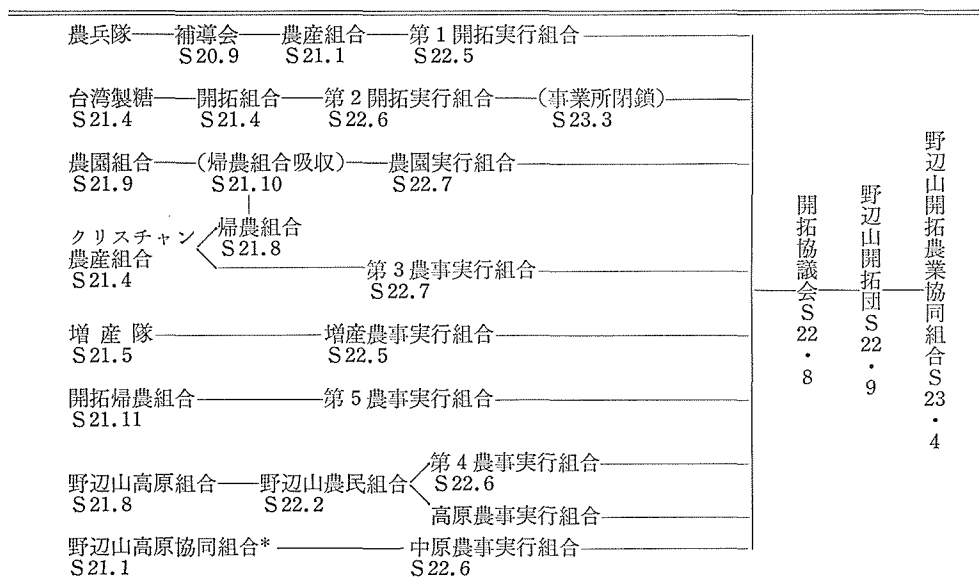 農兵隊 補導会 農産組合 第1開拓実行組合
S20.9 S21.1 S22.5
台湾製糖 開拓組合 第2開拓実行組合 (事業所閉鎖)
S21.4 S21.4 S22.6 S23.3
農園組合 (帰農組合吸収) 農園実行組合
S21.9 S21.10 S22.7
帰農組合
S21.8
クリスチャン
農産組合
S21.4
第3農事実行組合
S22.7
増産隊 増産農事実行組合
S21.5 S22.5
開拓帰農組合 第5農事実行組合
S21.11
第4農事実行組合
S22.6
野辺山高原組合 野辺山農民組合
S21.8 S22.2
高原農事実行組合
野辺山高原協同組合* 中原農事実行組合
S21.1 S22.6
開拓協議会S22・8
野辺山開拓団S22・9
野辺山開拓農業協同組合S23・4